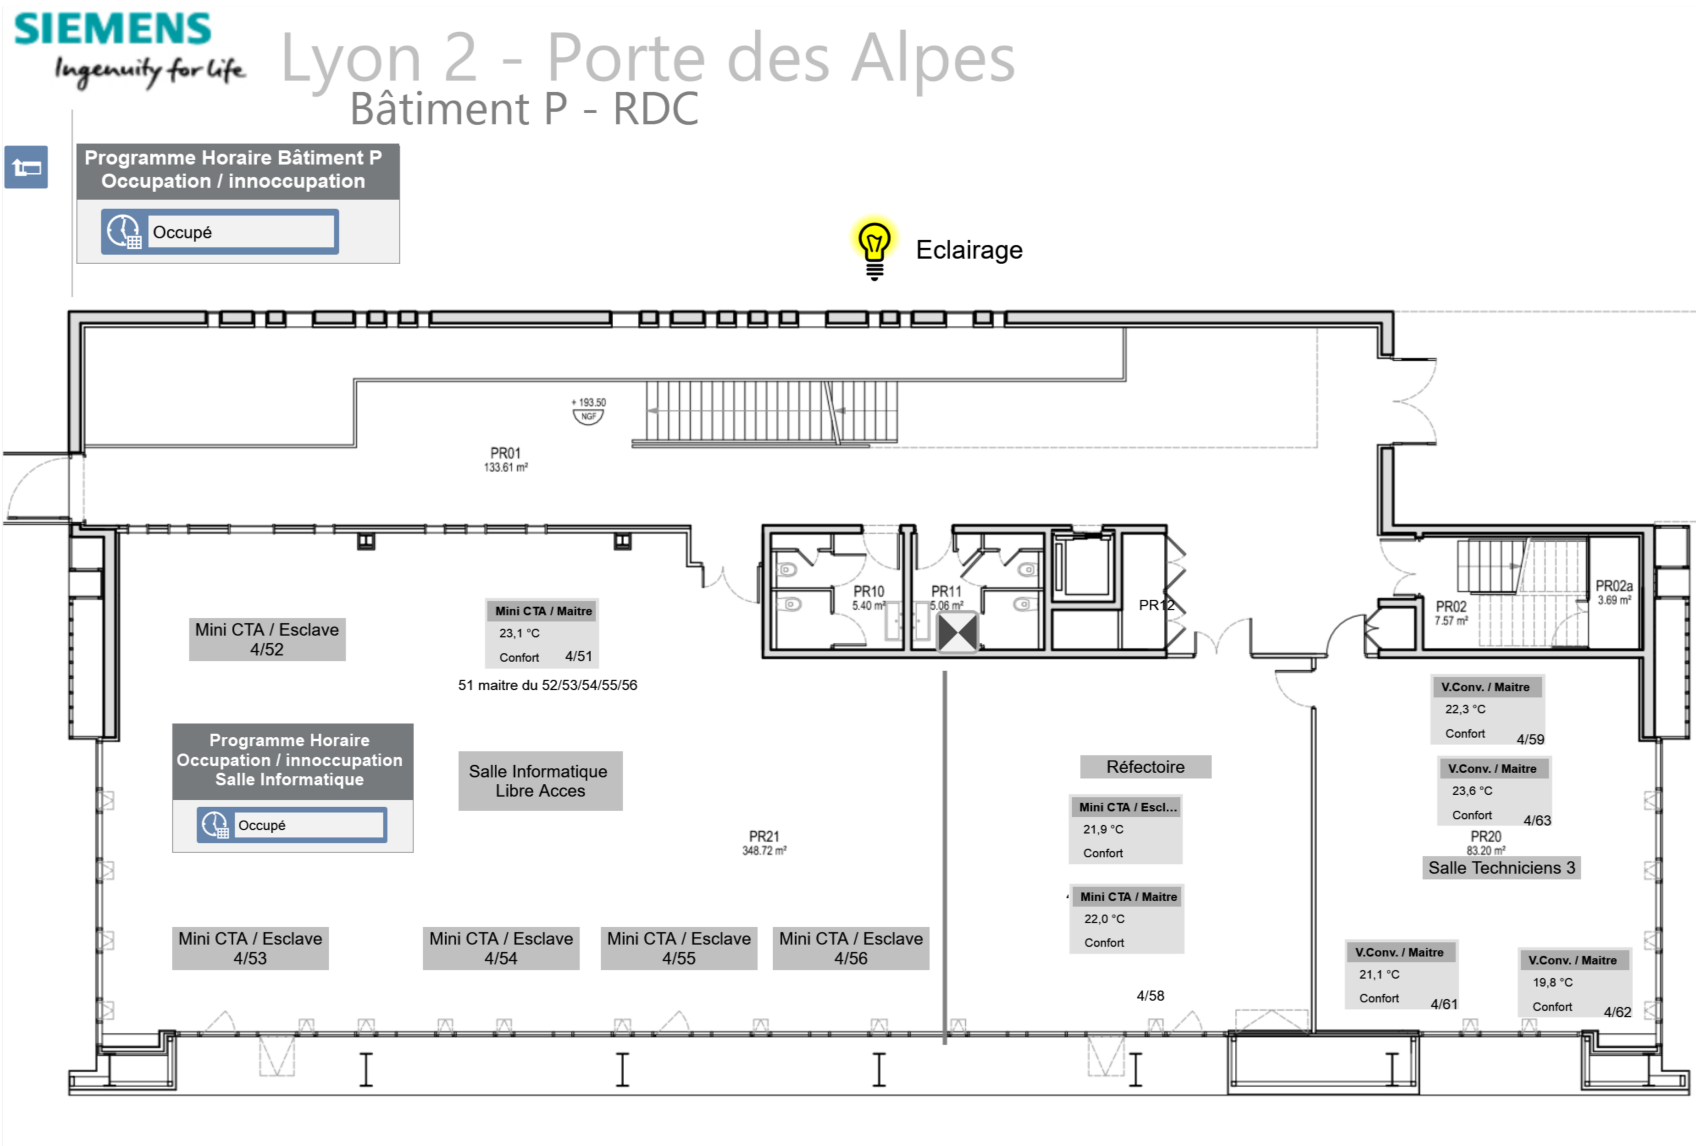 SIEMENS
Ingenuity for life
Lyon 2 - Porte des Alpes
Bâtiment P - RDC
Programme Horaire Bâtiment P
Occupation / innoccupation
Occupé
Eclairage
+ 193.50
NGF
PR01
133.61 m²
PR10
5.40 m²
PR11
5.06 m²
PR12
PR02
7.57 m²
PR02a
3.69 m²
Mini CTA / Esclave
4/52
Mini CTA / Maitre
23,1 °C
Confort
4/51
51 maitre du 52/53/54/55/56
Programme Horaire
Occupation / innoccupation
Salle Informatique
Occupé
Salle Informatique
Libre Acces
PR21
348.72 m²
Mini CTA / Esclave
4/53
Mini CTA / Esclave
4/54
Mini CTA / Esclave
4/55
Mini CTA / Esclave
4/56
Réfectoire
Mini CTA / Escl...
21,9 °C
Confort
Mini CTA / Maitre
22,0 °C
Confort
4/58
V.Conv. / Maitre
22,3 °C
Confort
4/59
V.Conv. / Maitre
23,6 °C
Confort
4/63
PR20
83.20 m²
Salle Techniciens 3
V.Conv. / Maitre
21,1 °C
Confort
4/61
V.Conv. / Maitre
19,8 °C
Confort
4/62